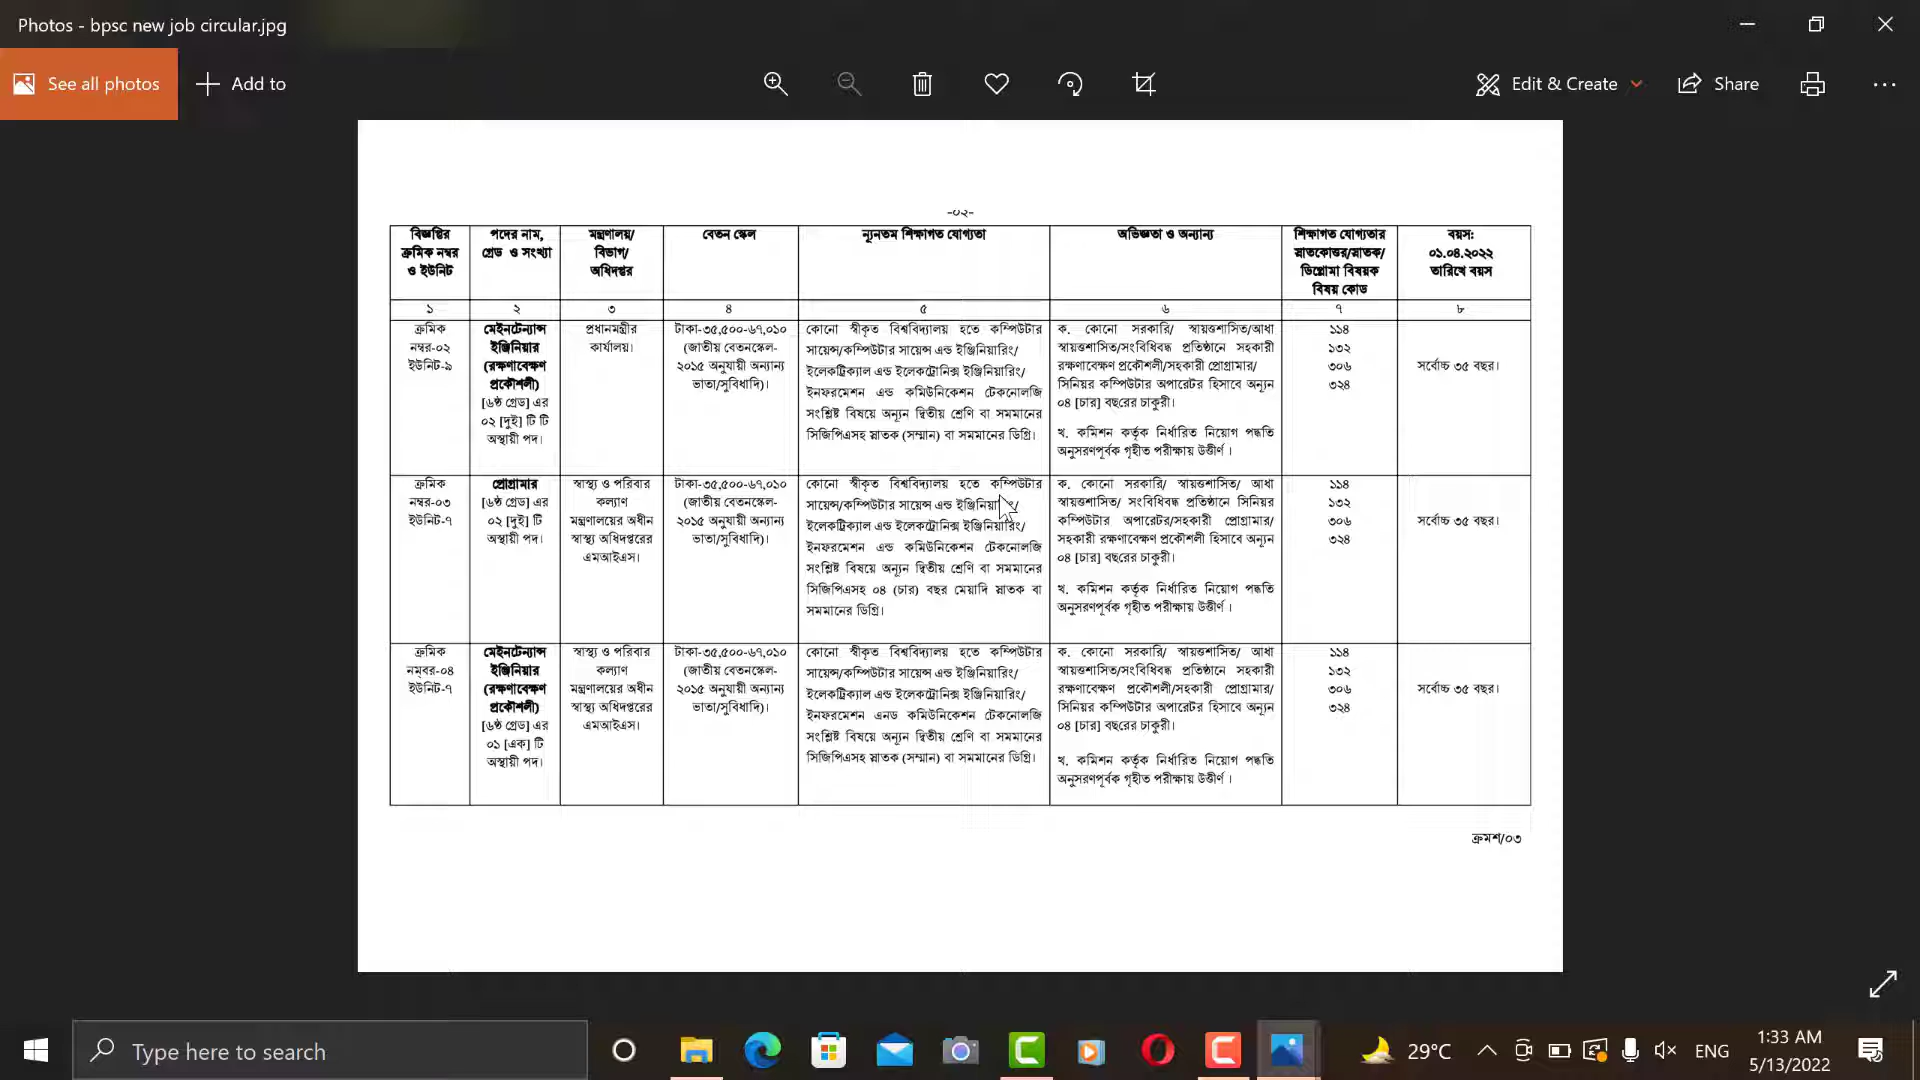 Photos - bpsc new job circular.jpg
See all photos
Add to
Edit & Create
Share
-০২-
বিজ্ঞপ্তির ক্রমিক নম্বর ও ইউনিট
পদের নাম, গ্রেড ও সংখ্যা
মন্ত্রণালয়/ বিভাগ/ অধিদপ্তর
বেতন স্কেল
ন্যূনতম শিক্ষাগত যোগ্যতা
অভিজ্ঞতা ও অন্যান্য
শিক্ষাগত যোগ্যতার স্নাতকোত্তর/স্নাতক/ ডিপ্লোমা বিষয়ক বিষয় কোড
বয়স: ০১.০৪.২০২২ তারিখে বয়স
১ ২ ৩ ৪ ৫ ৬ ৭ ৮
ক্রমিক
নম্বর-০২
ইউনিট-৯
মেইনটেন্যান্স
ইঞ্জিনিয়ার
(রক্ষণাবেক্ষণ
প্রকৌশলী)
[৬ষ্ঠ গ্রেড] এর
০২ [দুই] টি টি
অস্থায়ী পদ।
প্রধানমন্ত্রীর
কার্যালয়।
টাকা-৩৫,৫০০-৬৭,০১০
(জাতীয় বেতনস্কেল-
২০১৫ অনুযায়ী অন্যান্য
ভাতা/সুবিধাদি)।
কোনো স্বীকৃত বিশ্ববিদ্যালয় হতে কম্পিউটার
সায়েন্স/কম্পিউটার সায়েন্স এন্ড ইঞ্জিনিয়ারিং/
ইলেকট্রিক্যাল এন্ড ইলেকট্রোনিক্স ইঞ্জিনিয়ারিং/
ইনফরমেশন এন্ড কমিউনিকেশন টেকনোলজি
সংশ্লিষ্ট বিষয়ে অন্যূন দ্বিতীয় শ্রেণি বা সমমানের
সিজিপিএসহ স্নাতক (সম্মান) বা সমমানের ডিগ্রি।
ক. কোনো সরকারি/ স্বায়ত্তশাসিত/আধা
স্বায়ত্তশাসিত/সংবিধিবদ্ধ প্রতিষ্ঠানে সহকারী
রক্ষণাবেক্ষণ প্রকৌশলী/সহকারী প্রোগ্রামার/
সিনিয়র কম্পিউটার অপারেটর হিসাবে অন্যূন
০৪ [চার] বছরের চাকুরী।
খ. কমিশন কর্তৃক নির্ধারিত নিয়োগ পদ্ধতি
অনুসরণপূর্বক গৃহীত পরীক্ষায় উত্তীর্ণ ।
১১৪
১৩২
৩০৬
৩২৪
সর্বোচ্চ ৩৫ বছর।
ক্রমিক
নম্বর-০৩
ইউনিট-৭
প্রোগ্রামার
[৬ষ্ঠ গ্রেড] এর
০২ [দুই] টি
অস্থায়ী পদ।
স্বাস্থ্য ও পরিবার
কল্যাণ
মন্ত্রণালয়ের অধীন
স্বাস্থ্য অধিদপ্তরের
এমআইএস।
টাকা-৩৫,৫০০-৬৭,০১০
(জাতীয় বেতনস্কেল-
২০১৫ অনুযায়ী অন্যান্য
ভাতা/সুবিধাদি)।
কোনো স্বীকৃত বিশ্ববিদ্যালয় হতে কম্পিউটার
সায়েন্স/কম্পিউটার সায়েন্স এন্ড ইঞ্জিনিয়ারিং/
ইলেকট্রিক্যাল এন্ড ইলেকট্রোনিক্স ইঞ্জিনিয়ারিং/
ইনফরমেশন এন্ড কমিউনিকেশন টেকনোলজি
সংশ্লিষ্ট বিষয়ে অন্যূন দ্বিতীয় শ্রেণি বা সমমানের
সিজিপিএসহ ০৪ (চার) বছর মেয়াদি স্নাতক বা
সমমানের ডিগ্রি।
ক. কোনো সরকারি/ স্বায়ত্তশাসিত/ আধা
স্বায়ত্তশাসিত/ সংবিধিবদ্ধ প্রতিষ্ঠানে সিনিয়র
কম্পিউটার অপারেটর/সহকারী প্রোগ্রামার/
সহকারী রক্ষণাবেক্ষণ প্রকৌশলী হিসাবে অন্যূন
০৪ [চার] বছরের চাকুরী।
খ. কমিশন কর্তৃক নির্ধারিত নিয়োগ পদ্ধতি
অনুসরণপূর্বক গৃহীত পরীক্ষায় উত্তীর্ণ ।
১১৪
১৩২
৩০৬
৩২৪
সর্বোচ্চ ৩৫ বছর।
ক্রমিক
নম্বর-০৪
ইউনিট-৭
মেইনটেন্যান্স
ইঞ্জিনিয়ার
(রক্ষণাবেক্ষণ
প্রকৌশলী)
[৬ষ্ঠ গ্রেড] এর
০১ [এক] টি
অস্থায়ী পদ।
স্বাস্থ্য ও পরিবার
কল্যাণ
মন্ত্রণালয়ের অধীন
স্বাস্থ্য অধিদপ্তরের
এমআইএস।
টাকা-৩৫,৫০০-৬৭,০১০
(জাতীয় বেতনস্কেল-
২০১৫ অনুযায়ী অন্যান্য
ভাতা/সুবিধাদি)।
কোনো স্বীকৃত বিশ্ববিদ্যালয় হতে কম্পিউটার
সায়েন্স/কম্পিউটার সায়েন্স এন্ড ইঞ্জিনিয়ারিং/
ইলেকট্রিক্যাল এন্ড ইলেকট্রোনিক্স ইঞ্জিনিয়ারিং/
ইনফরমেশন এনড কমিউনিকেশন টেকনোলজি
সংশ্লিষ্ট বিষয়ে অন্যূন দ্বিতীয় শ্রেণি বা সমমানের
সিজিপিএসহ স্নাতক (সম্মান) বা সমমানের ডিগ্রি।
ক. কোনো সরকারি/ স্বায়ত্তশাসিত/ আধা
স্বায়ত্তশাসিত/সংবিধিবদ্ধ প্রতিষ্ঠানে সহকারী
রক্ষণাবেক্ষণ প্রকৌশলী/সহকারী প্রোগ্রামার/
সিনিয়র কম্পিউটার অপারেটর হিসাবে অন্যূন
০৪ [চার] বছরের চাকুরী।
খ. কমিশন কর্তৃক নির্ধারিত নিয়োগ পদ্ধতি
অনুসরণপূর্বক গৃহীত পরীক্ষায় উত্তীর্ণ ।
১১৪
১৩২
৩০৬
৩২৪
সর্বোচ্চ ৩৫ বছর।
ক্রমশ/০৩
Type here to search
29°C
ENG
1:33 AM
5/13/2022